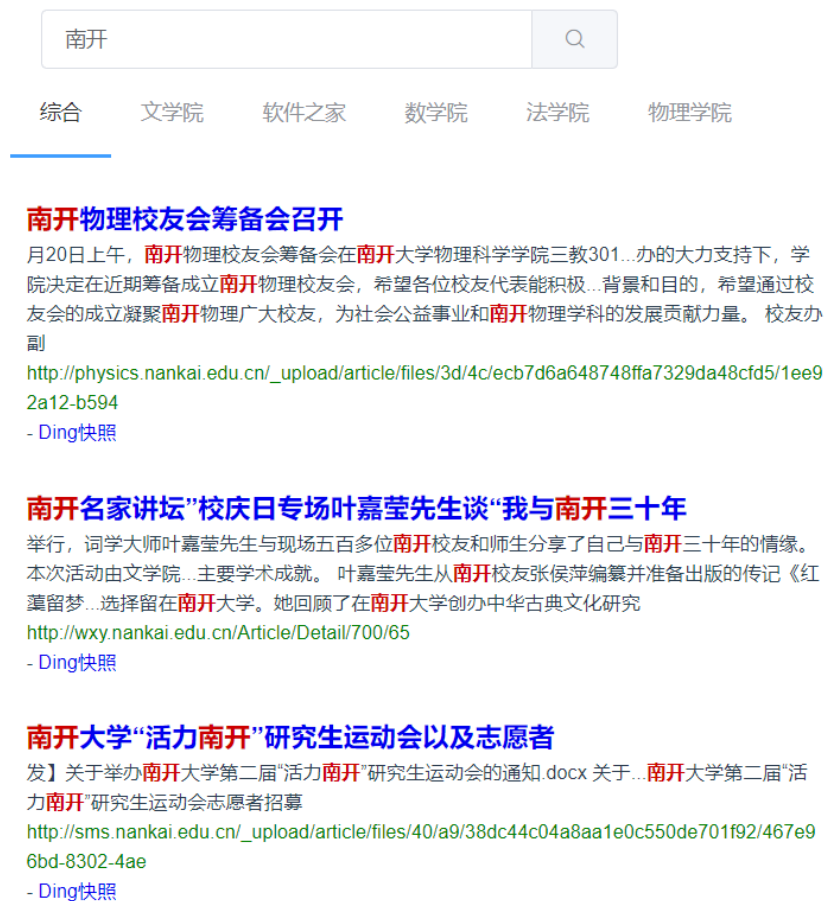 南开
综合 文学院 软件之家 数学院 法学院 物理学院
南开物理校友会筹备会召开
月20日上午，南开物理校友会筹备会在南开大学物理科学学院三教301...办的大力支持下，学
院决定在近期筹备成立南开物理校友会，希望各位校友代表能积极...背景和目的，希望通过校
友会的成立凝聚南开物理广大校友，为社会公益事业和南开物理学科的发展贡献力量。 校友办
副
http://physics.nankai.edu.cn/_upload/article/files/3d/4c/ecb7d6a648748ffa7329da48cfd5/1ee9
2a12-b594
- Ding快照
南开名家讲坛”校庆日专场叶嘉莹先生谈“我与南开三十年
举行，词学大师叶嘉莹先生与现场五百多位南开校友和师生分享了自己与南开三十年的情缘。
本次活动由文学院...主要学术成就。 叶嘉莹先生从南开校友张侯萍编纂并准备出版的传记《红
蕖留梦...选择留在南开大学。她回顾了在南开大学创办中华古典文化研究
http://wxy.nankai.edu.cn/Article/Detail/700/65
- Ding快照
南开大学“活力南开”研究生运动会以及志愿者
发】关于举办南开大学第二届“活力南开”研究生运动会的通知.docx 关于...南开大学第二届“活
力南开”研究生运动会志愿者招募
http://sms.nankai.edu.cn/_upload/article/files/40/a9/38dc44c04a8aa1e0c550de701f92/467e9
6bd-8302-4ae
- Ding快照